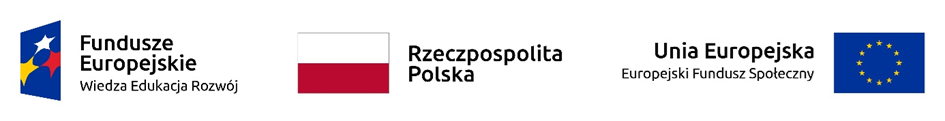 Fundusze
Europejskie
Wiedza Edukacja Rozwój
Rzeczpospolita
Polska
Unia Europejska
Europejski Fundusz Społeczny